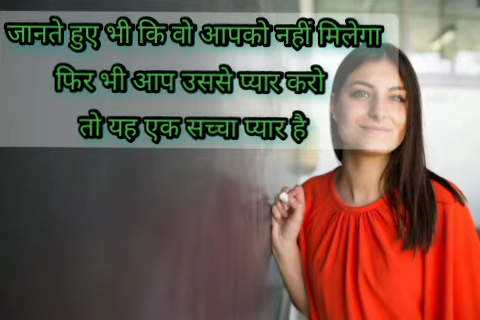 जानते हुए भी कि वो आपको नहीं मिलेगा
फिर भी आप उससे प्यार करो
तो यह एक सच्चा प्यार है